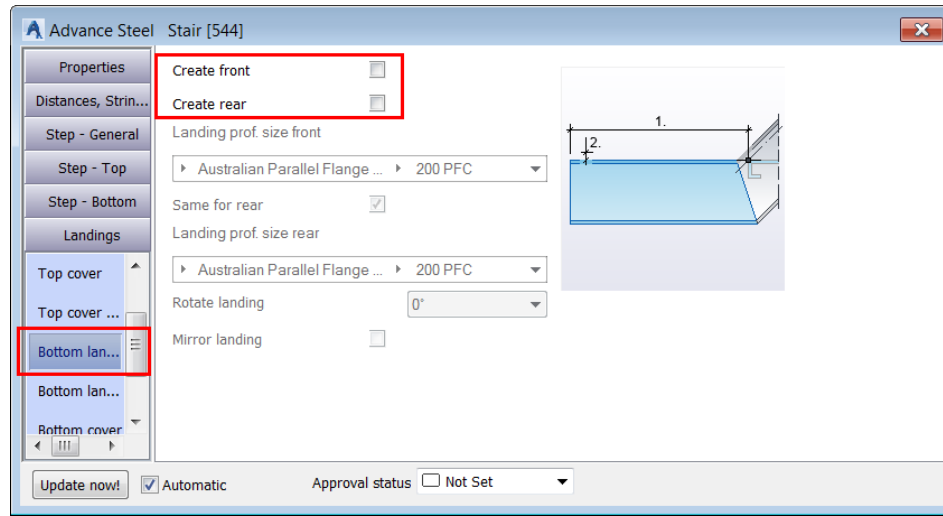 Advance Steel Stair [544]
Properties
Distances, Strin...
Step - General
Step - Top
Step - Bottom
Landings
Top cover
Top cover ...
Bottom lan...
Bottom lan...
Bottom cover
Create front
Create rear
Landing prof. size front
Australian Parallel Flange ... 200 PFC
Same for rear
Landing prof. size rear
Australian Parallel Flange ... 200 PFC
Rotate landing 0°
Mirror landing
1.
2.
Update now! Automatic Approval status Not Set